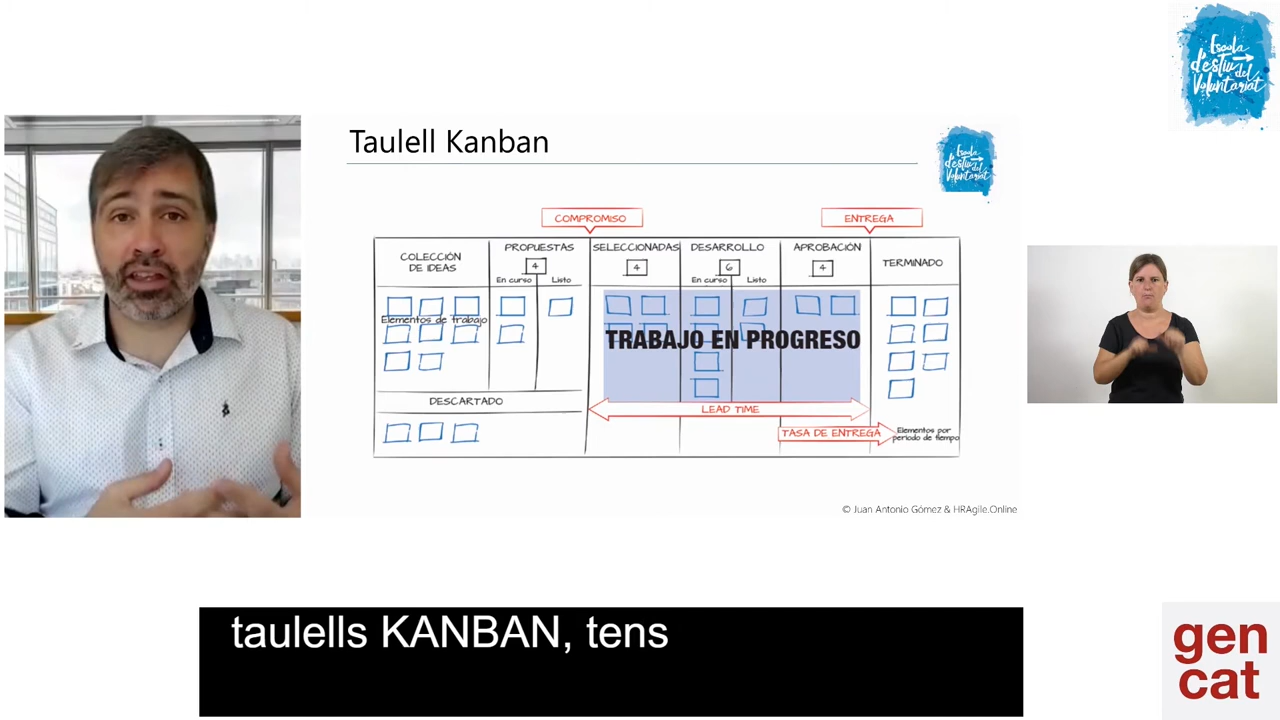 Escola
d'estiu del
Voluntariat
Taulell Kanban
Escola
d'estiu del
Voluntariat
COMPROMISO
ENTREGA
COLECCIÓN
DE IDEAS
PROPUESTAS
4
En curso Listo
SELECCIONADAS
4
DESARROLLO
6
En curso Listo
APROBACIÓN
4
TERMINADO
Elementos de trabajo
TRABAJO EN PROGRESO
DESCARTADO
LEAD TIME
TASA DE ENTREGA
Elementos por
período de tiempo
© Juan Antonio Gómez & HRAgile.Online
taulells KANBAN, tens
gen
cat